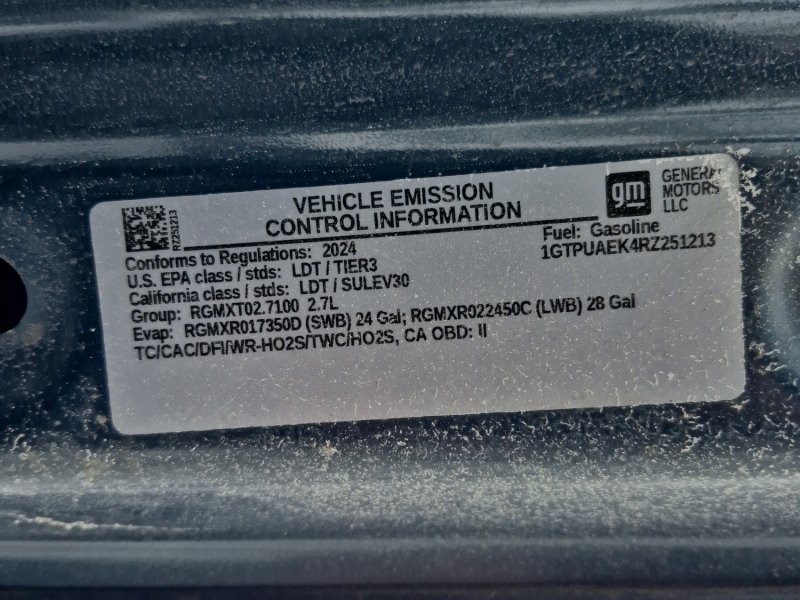 VEHICLE EMISSION
CONTROL INFORMATION
gm
GENERAL
MOTORS
LLC
RZ251213
Conforms to Regulations: 2024
Fuel: Gasoline
U.S. EPA class / stds: LDT / TIER3
1GTPUAEK4RZ251213
California class / stds: LDT / SULEV30
Group: RGMXT02.7100 2.7L
Evap: RGMXR017350D (SWB) 24 Gal; RGMXR022450C (LWB) 28 Gal
TC/CAC/DFI/WR-HO2S/TWC/HO2S, CA OBD: II